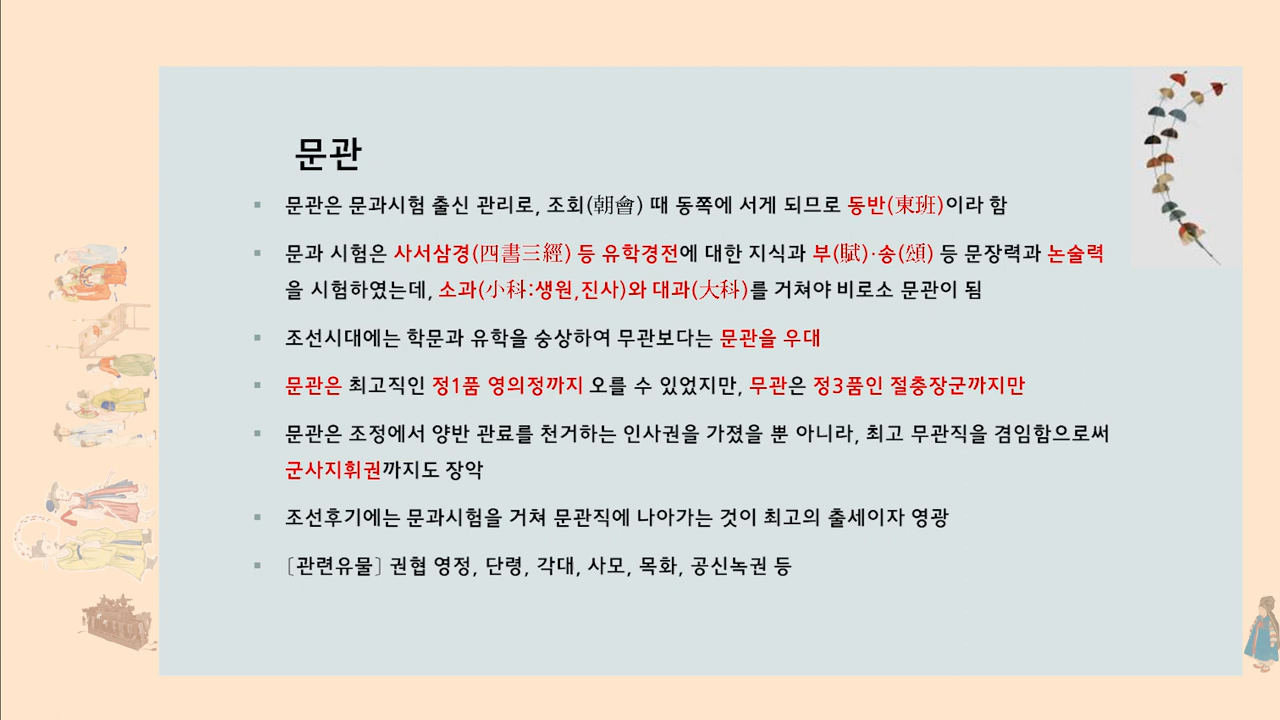 문관
▪ 문관은 문과시험 출신 관리로, 조회(朝會) 때 동쪽에 서게 되므로 동반(東班)이라 함
▪ 문과 시험은 사서삼경(四書三經) 등 유학경전에 대한 지식과 부(賦)·송(頌) 등 문장력과 논술력
을 시험하였는데, 소과(小科:생원,진사)와 대과(大科)를 거쳐야 비로소 문관이 됨
▪ 조선시대에는 학문과 유학을 숭상하여 무관보다는 문관을 우대
▪ 문관은 최고직인 정1품 영의정까지 오를 수 있었지만, 무관은 정3품인 절충장군까지만
▪ 문관은 조정에서 양반 관료를 천거하는 인사권을 가졌을 뿐 아니라, 최고 무관직을 겸임함으로써
군사지휘권까지도 장악
▪ 조선후기에는 문과시험을 거쳐 문관직에 나아가는 것이 최고의 출세이자 영광
▪ 〔관련유물〕 권협 영정, 단령, 각대, 사모, 목화, 공신녹권 등